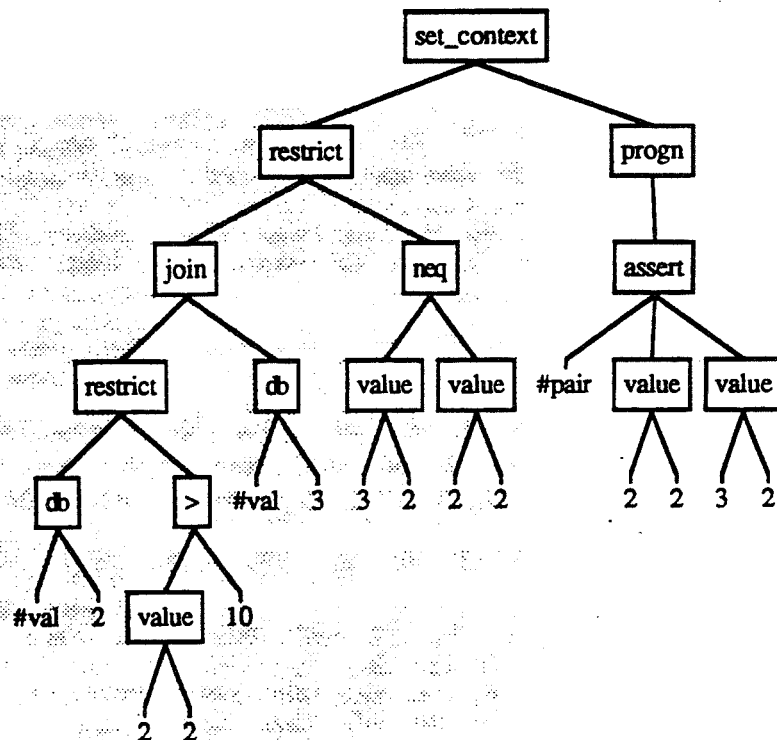 set_context
restrict progn
join neq assert
restrict db value value #pair value value
db > #val 3 3 2 2 2 2 2 3 2
#val 2 value 10
2 2